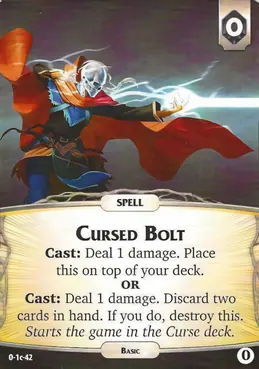 0
SPELL
CURSED BOLT
Cast: Deal 1 damage. Place
this on top of your deck.
OR
Cast: Deal 1 damage. Discard two
cards in hand. If you do, destroy this.
Starts the game in the Curse deck.
0-1c-42
BASIC
0